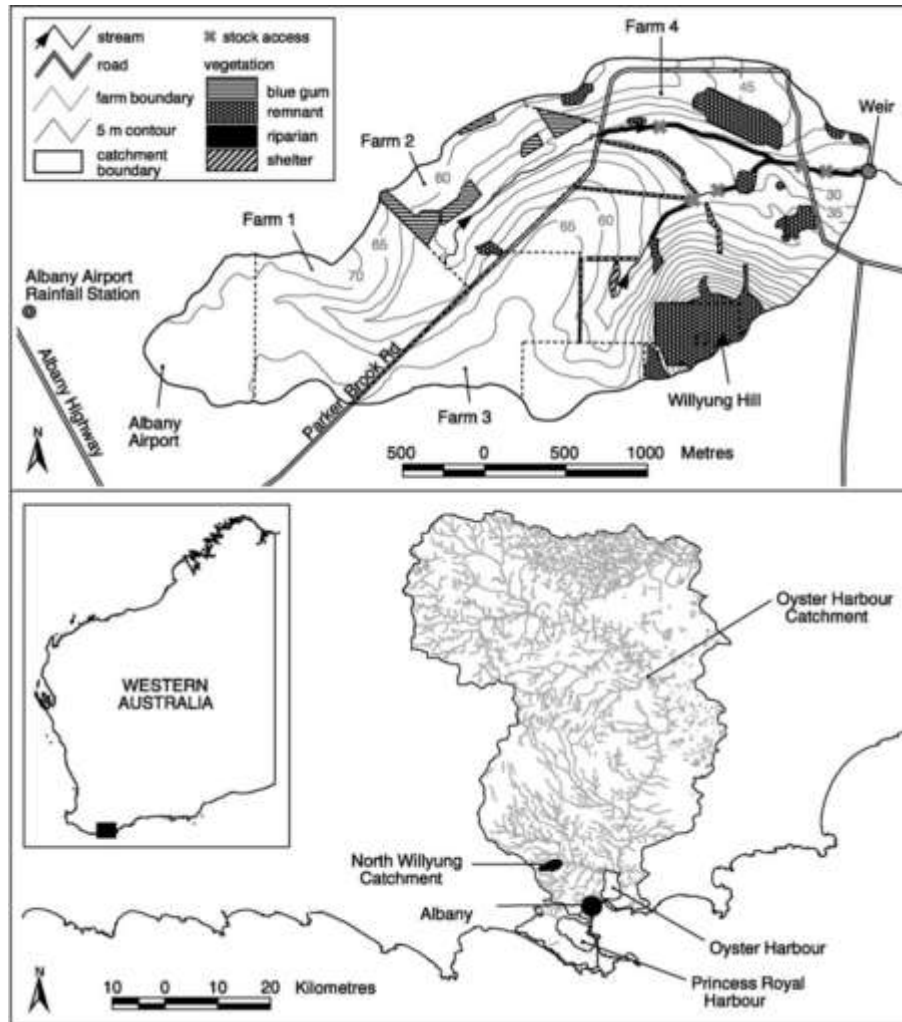 stream
road
farm boundary
5 m contour
catchment
boundary
stock access
vegetation
blue gum
remnant
riparian
shelter
Farm 4
45
Weir
Farm 2
60
30
35
Farm 1
65
70
65
60
Albany Airport
Rainfall Station
Albany Highway
Albany
Airport
Parker Brook Rd
Farm 3
Willyung Hill
N
500 0 500 1000 Metres
WESTERN
AUSTRALIA
Oyster Harbour
Catchment
North Willyung
Catchment
Albany
Oyster Harbour
Princess Royal
Harbour
N
10 0 10 20 Kilometres